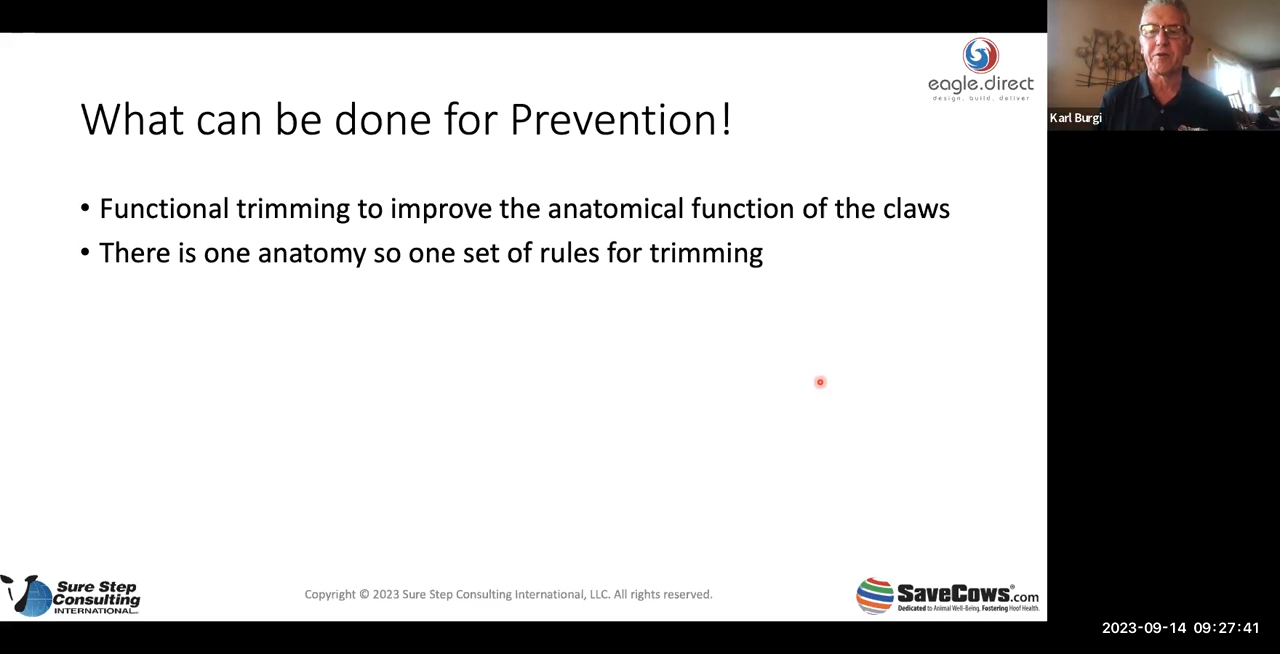 eagle.direct
design, build, deliver
Karl Burgi
What can be done for Prevention!
• Functional trimming to improve the anatomical function of the claws
• There is one anatomy so one set of rules for trimming
Sure Step
Consulting
INTERNATIONAL
Copyright © 2023 Sure Step Consulting International, LLC. All rights reserved.
SaveCows®.com
Dedicated to Animal Well-Being. Fostering Hoof Health.
2023-09-14 09:27:41